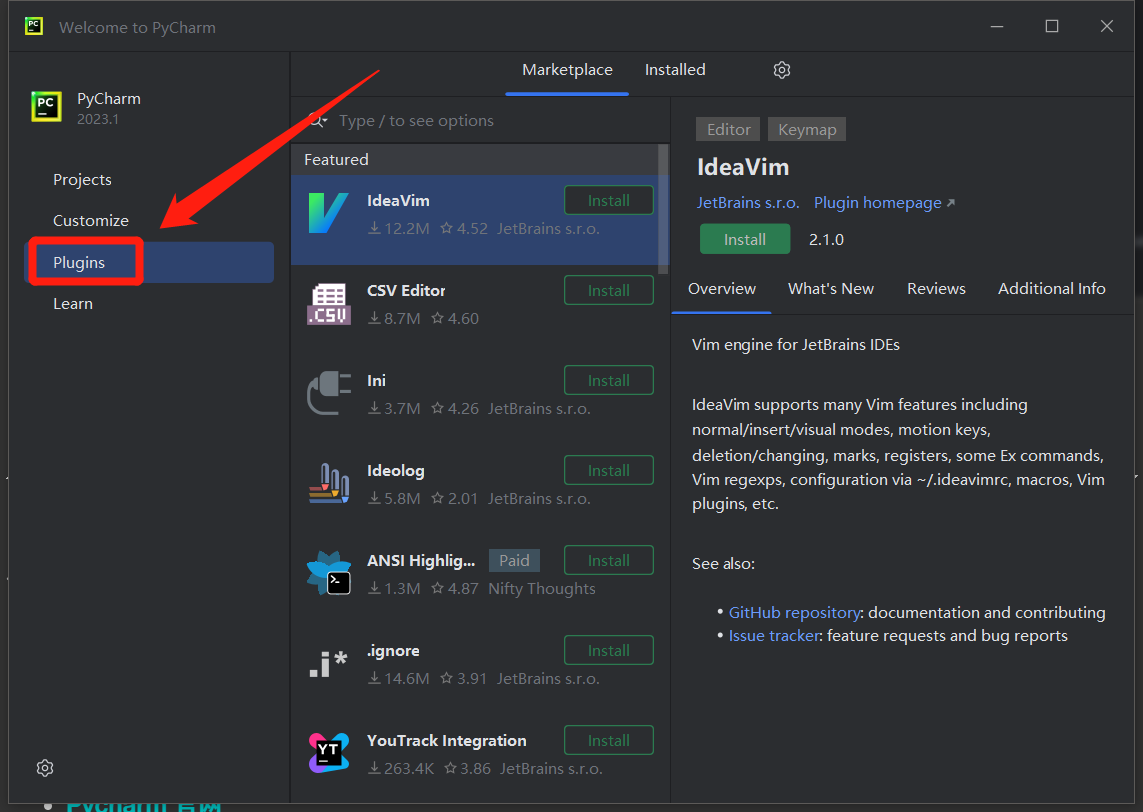 Welcome to PyCharm
PC
PyCharm
2023.1
Projects
Customize
Plugins
Learn
Marketplace
Installed
Type / to see options
Featured
IdeaVim
Install
12.2M 4.52 JetBrains s.r.o.
.CSV
CSV Editor
Install
8.7M 4.60
Ini
Install
3.7M 4.26 JetBrains s.r.o.
Ideolog
Install
5.8M 2.01 JetBrains s.r.o.
ANSI Highlig... Paid
Install
1.3M 4.87 Nifty Thoughts
.i*
.ignore
Install
14.6M 3.91 JetBrains s.r.o.
YT
YouTrack Integration
Install
263.4K 3.86 JetBrains s.r.o.
Editor Keymap
IdeaVim
JetBrains s.r.o. Plugin homepage
Install 2.1.0
Overview What's New Reviews Additional Info
Vim engine for JetBrains IDEs
IdeaVim supports many Vim features including
normal/insert/visual modes, motion keys,
deletion/changing, marks, registers, some Ex commands,
Vim regexps, configuration via ~/.ideavimrc, macros, Vim
plugins, etc.
See also:
• GitHub repository: documentation and contributing
• Issue tracker: feature requests and bug reports
• Pycharm 官网